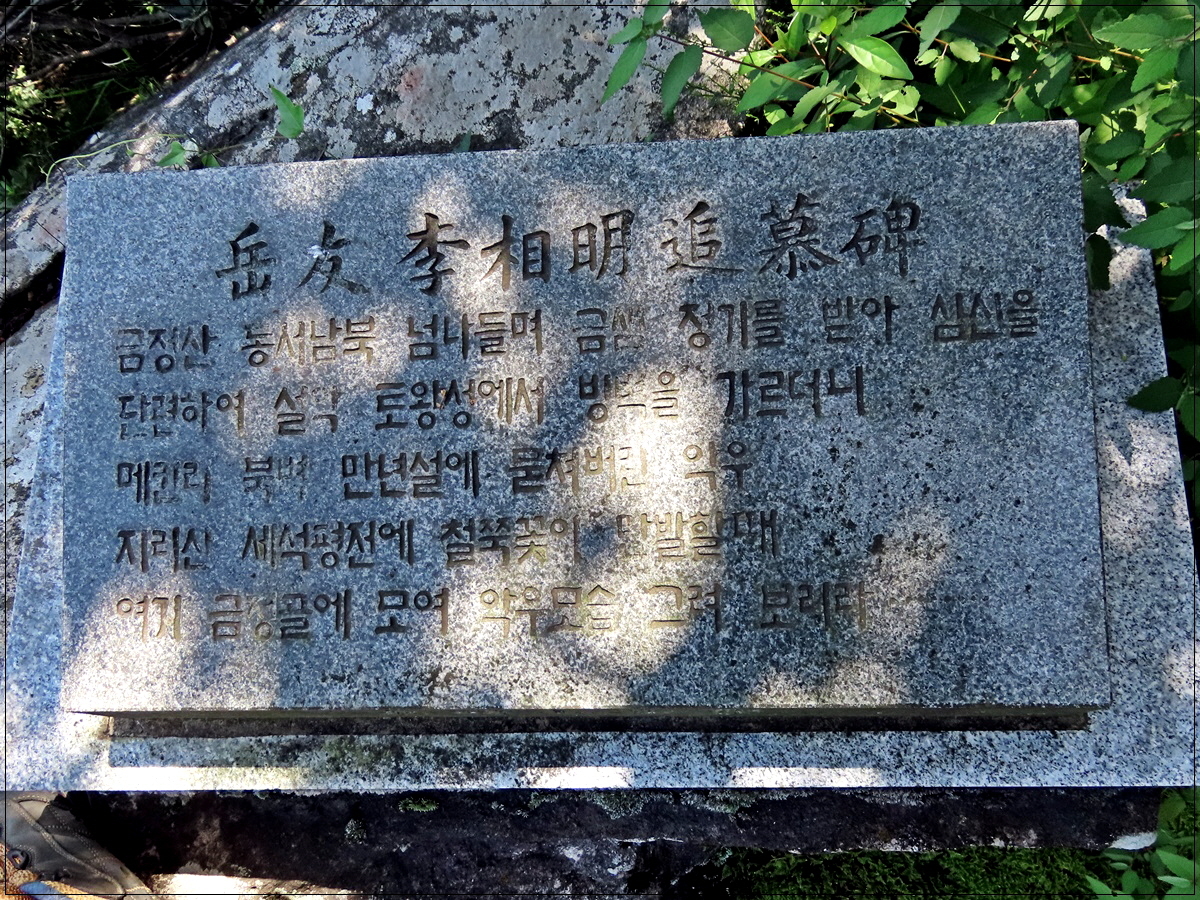 岳友 李相明 追慕碑
금정산 동서남북 넘나들며 금샘 정기를 받아 심신을
단련하여 설악 토왕성에서 빙폭을 가르더니
메킨리 북벽 만년설에 묻혀버린 악우
지리산 세석평전에 철쭉꽃이 만발할때
여기 금정골에 모여 악우모습 그려 보리라